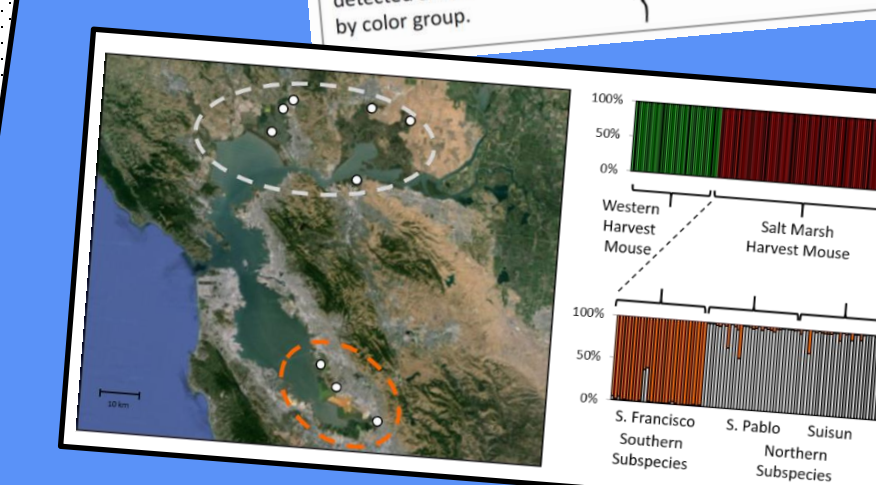 by color group.
10 km
100%
50%
0%
Western
Harvest
Mouse
Salt Marsh
Harvest Mouse
100%
50%
0%
S. Francisco
Southern
Subspecies
S. Pablo
Suisun
Northern
Subspecies